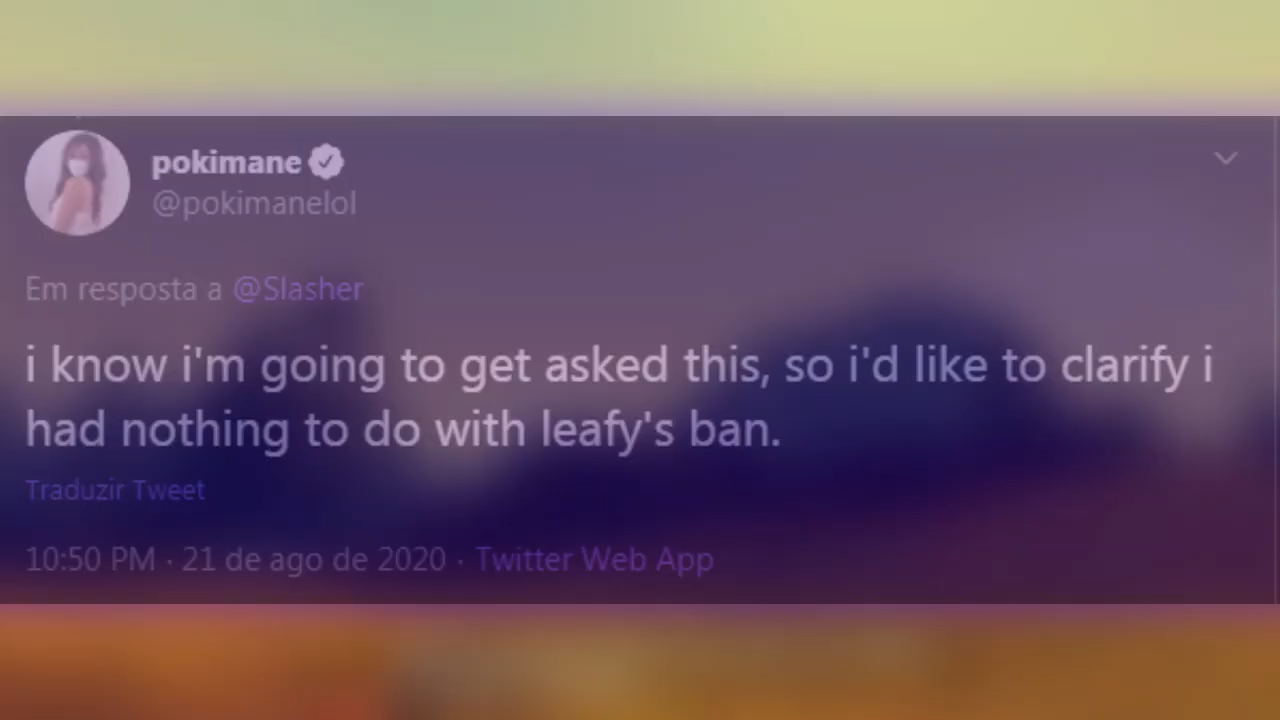 pokimane
@pokimanelol
Em resposta a @Slasher
i know i'm going to get asked this, so i'd like to clarify i
had nothing to do with leafy's ban.
Traduzir Tweet
10:50 PM · 21 de ago de 2020 · Twitter Web App